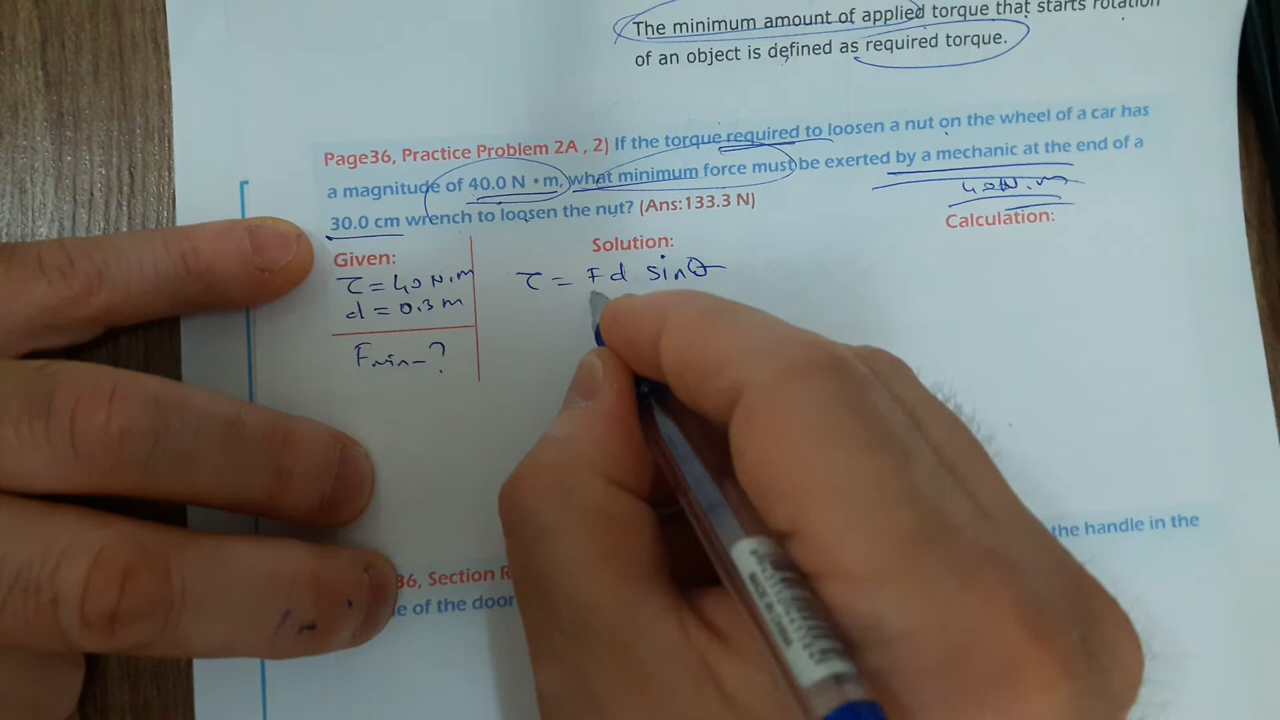 The minimum amount of applied torque that starts rotation
of an object is defined as required torque.
Page36, Practice Problem 2A , 2) If the torque required to loosen a nut on the wheel of a car has
a magnitude of 40.0 N • m, what minimum force must be exerted by a mechanic at the end of a
30.0 cm wrench to loosen the nut? (Ans:133.3 N)
40N.m
Calculation:
Given:
τ = 40 N.m
d = 0.3 m
Fmin-?
Solution:
τ = Fd sinθ
the handle in the
36, Section R
e of the door